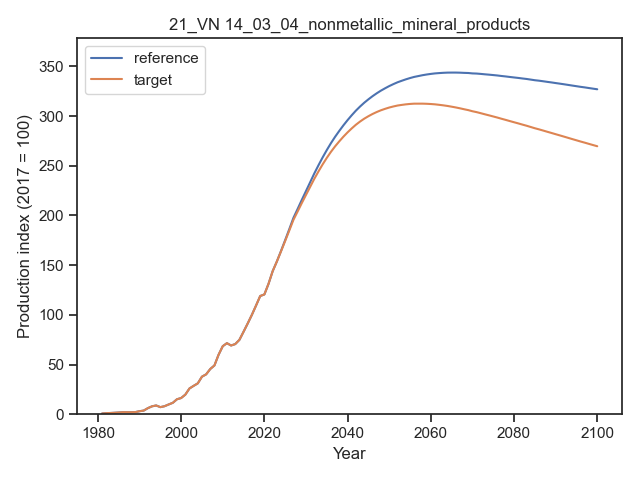 21_VN 14_03_04_nonmetallic_mineral_products
reference
target
Production index (2017 = 100)
350
300
250
200
150
100
50
0
1980 2000 2020 2040 2060 2080 2100
Year